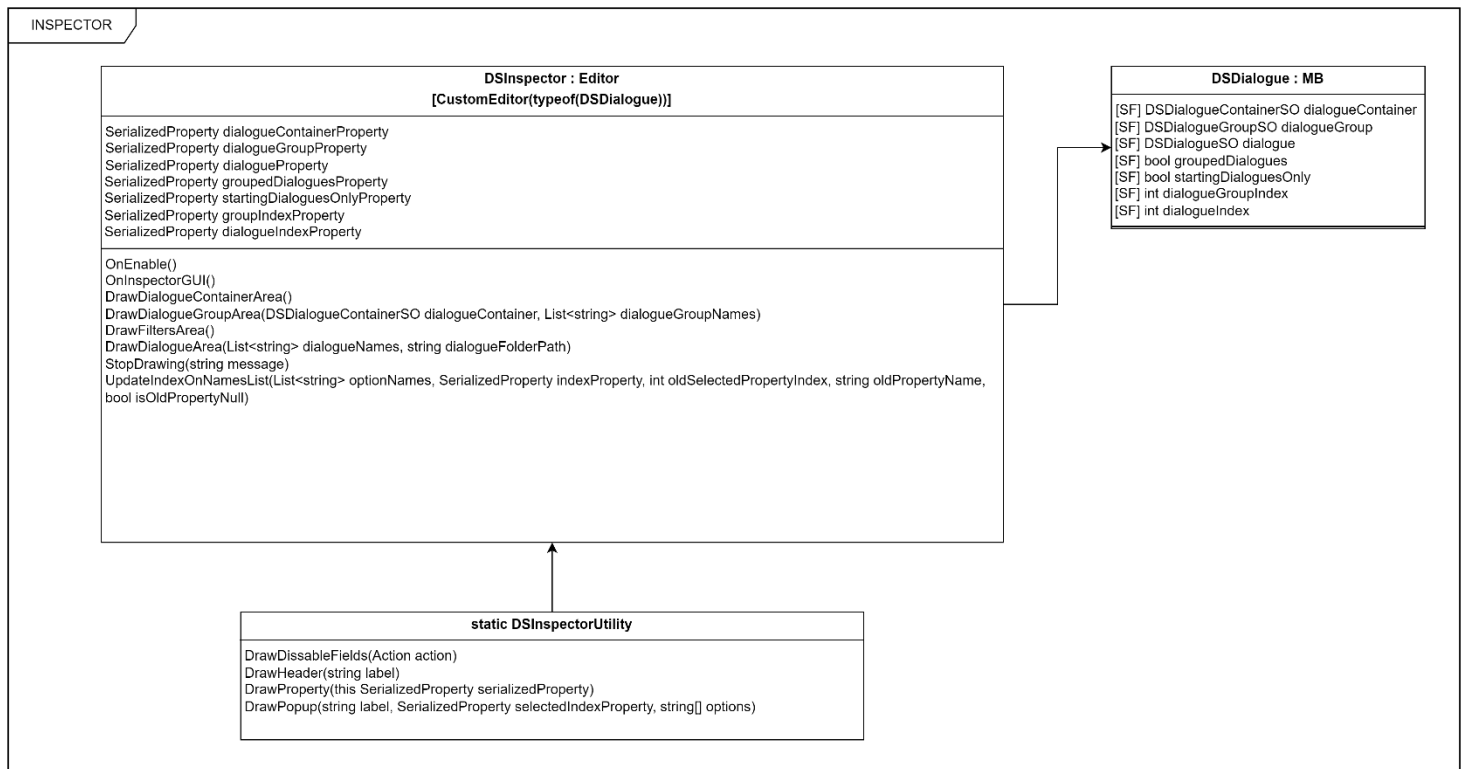 INSPECTOR
DSInspector : Editor
[CustomEditor(typeof(DSDialogue))]
SerializedProperty dialogueContainerProperty
SerializedProperty dialogueGroupProperty
SerializedProperty dialogueProperty
SerializedProperty groupedDialoguesProperty
SerializedProperty startingDialoguesOnlyProperty
SerializedProperty groupIndexProperty
SerializedProperty dialogueIndexProperty
OnEnable()
OnInspectorGUI()
DrawDialogueContainerArea()
DrawDialogueGroupArea(DSDialogueContainerSO dialogueContainer, List<string> dialogueGroupNames)
DrawFiltersArea()
DrawDialogueArea(List<string> dialogueNames, string dialogueFolderPath)
StopDrawing(string message)
UpdateIndexOnNamesList(List<string> optionNames, SerializedProperty indexProperty, int oldSelectedPropertyIndex, string oldPropertyName,
bool isOldPropertyNull)
DSDialogue : MB
[SF] DSDialogueContainerSO dialogueContainer
[SF] DSDialogueGroupSO dialogueGroup
[SF] DSDialogueSO dialogue
[SF] bool groupedDialogues
[SF] bool startingDialoguesOnly
[SF] int dialogueGroupIndex
[SF] int dialogueIndex
static DSInspectorUtility
DrawDissableFields(Action action)
DrawHeader(string label)
DrawProperty(this SerializedProperty serializedProperty)
DrawPopup(string label, SerializedProperty selectedIndexProperty, string[] options)